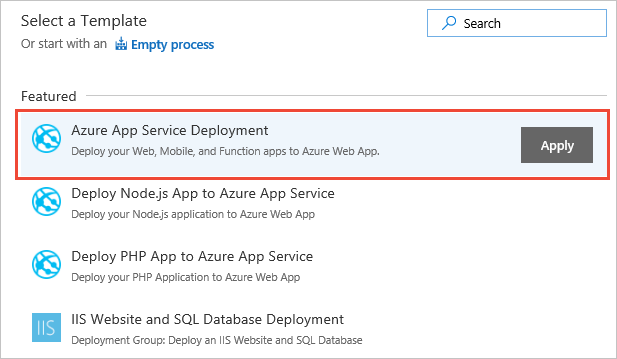 Select a Template
Search
Or start with an Empty process
Featured
Azure App Service Deployment
Deploy your Web, Mobile, and Function apps to Azure Web App.
Apply
Deploy Node.js App to Azure App Service
Deploy your Node.js application to Azure Web App
Deploy PHP App to Azure App Service
Deploy your PHP Application to Azure Web App
IIS
IIS Website and SQL Database Deployment
Deployment Group: Deploy an IIS Website and SQL Database